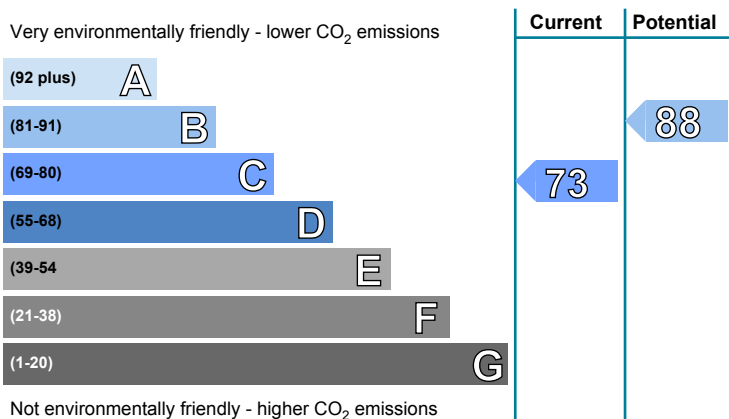 Current Potential
Very environmentally friendly - lower CO2 emissions
(92 plus) A
(81-91) B
88
(69-80) C
73
(55-68) D
(39-54 E
(21-38) F
(1-20) G
Not environmentally friendly - higher CO2 emissions